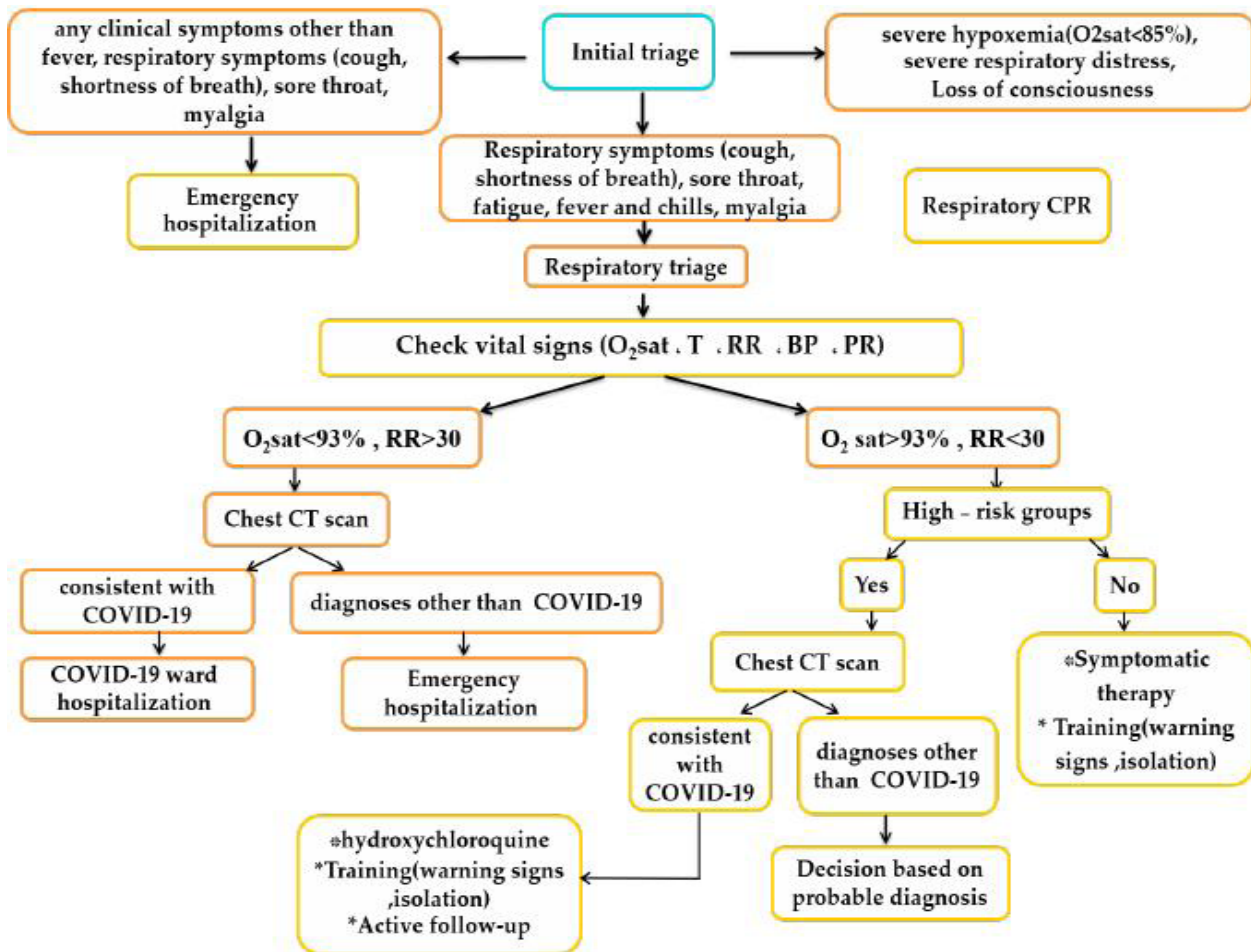 any clinical symptoms other than
fever, respiratory symptoms (cough,
shortness of breath), sore throat,
myalgia
Initial triage
severe hypoxemia(O2sat<85%),
severe respiratory distress,
Loss of consciousness
Emergency
hospitalization
Respiratory symptoms (cough,
shortness of breath), sore throat,
fatigue, fever and chills, myalgia
Respiratory CPR
Respiratory triage
Check vital signs (O₂sat ، T ، RR ، BP ، PR)
O₂sat<93% , RR>30
O₂ sat>93% , RR<30
Chest CT scan
High – risk groups
consistent with
COVID-19
diagnoses other than COVID-19
Yes
No
COVID-19 ward
hospitalization
Emergency
hospitalization
Chest CT scan
*Symptomatic
therapy
* Training(warning
signs ,isolation)
consistent
with
COVID-19
diagnoses other
than COVID-19
*hydroxychloroquine
*Training(warning signs
,isolation)
*Active follow-up
Decision based on
probable diagnosis